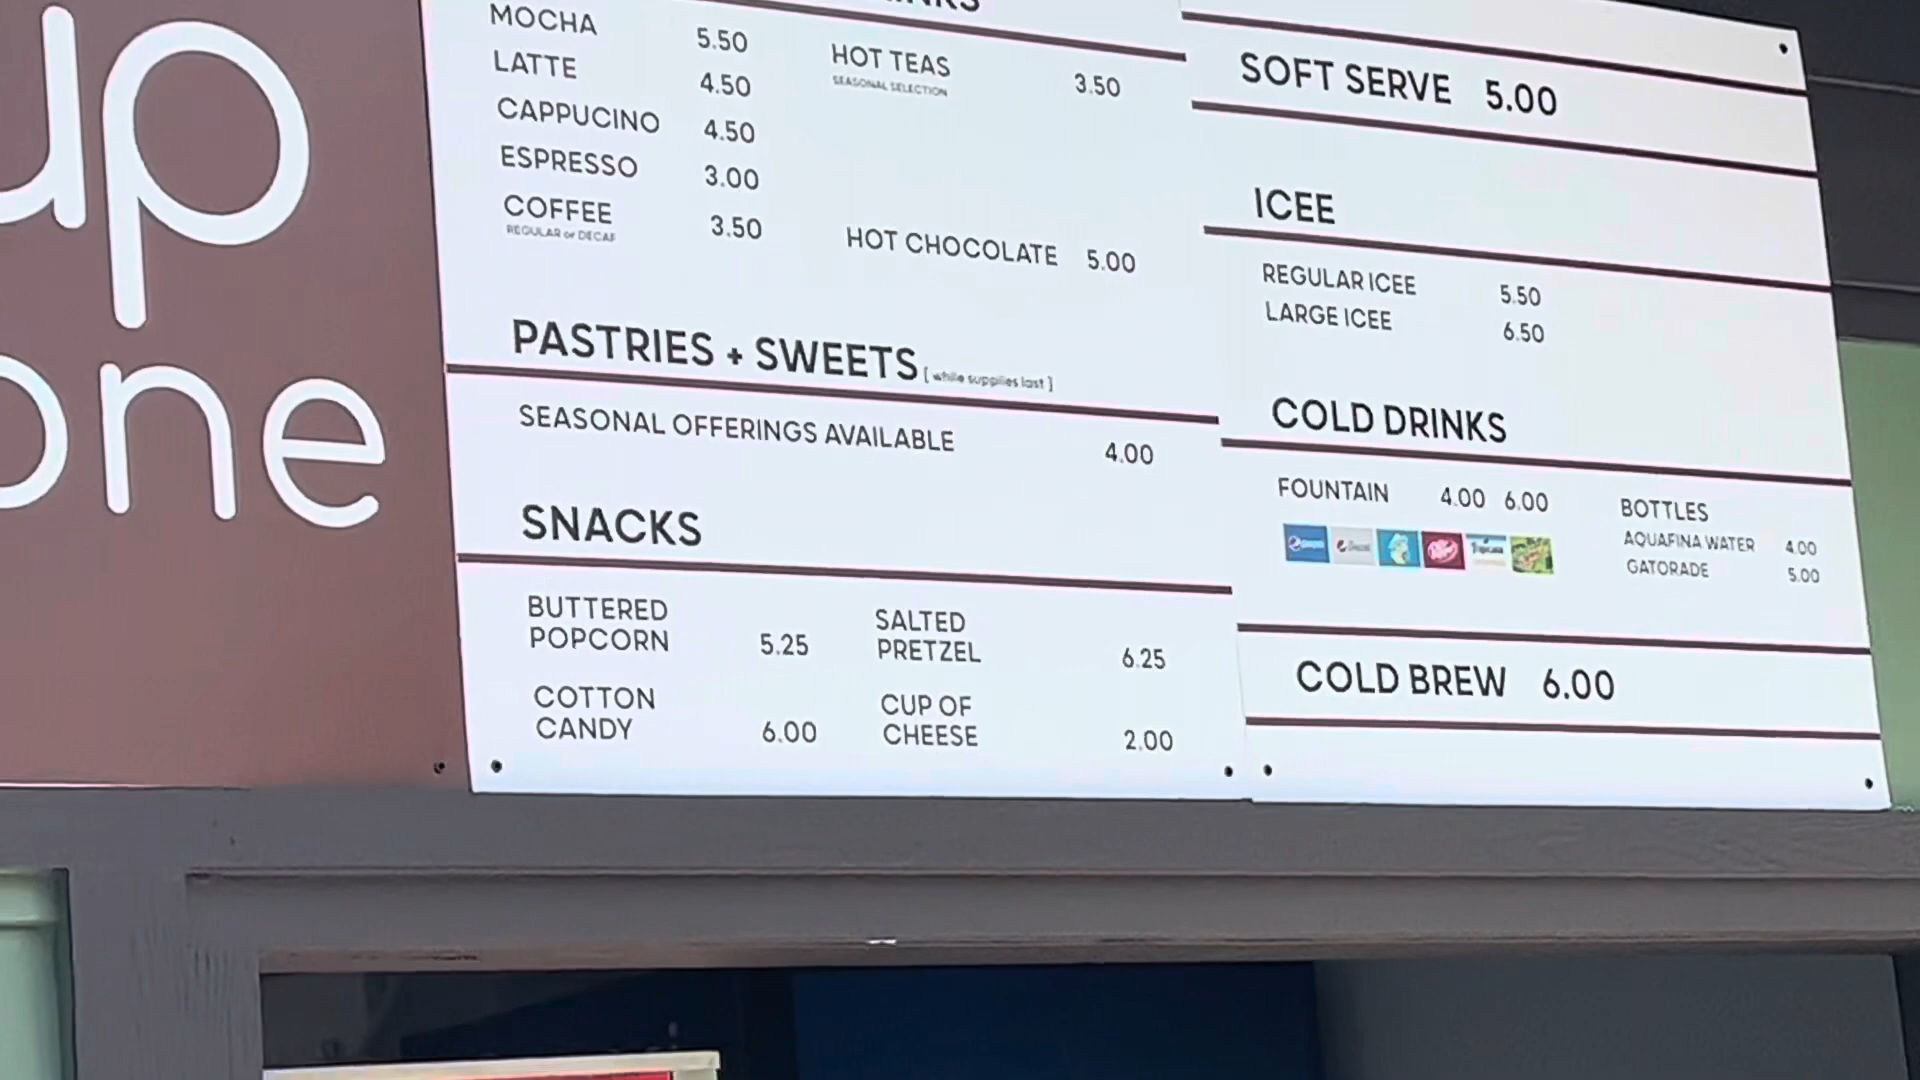 up
one
MOCHA 5.50
LATTE 4.50
CAPPUCINO 4.50
ESPRESSO 3.00
COFFEE 3.50
REGULAR or DECAF
HOT TEAS 3.50
SEASONAL SELECTION
HOT CHOCOLATE 5.00
PASTRIES + SWEETS [ while supplies last ]
SEASONAL OFFERINGS AVAILABLE 4.00
SNACKS
BUTTERED
POPCORN 5.25
COTTON
CANDY 6.00
SALTED
PRETZEL 6.25
CUP OF
CHEESE 2.00
SOFT SERVE 5.00
ICEE
REGULAR ICEE 5.50
LARGE ICEE 6.50
COLD DRINKS
FOUNTAIN 4.00 6.00
pepsi
Tropicana
BOTTLES
AQUAFINA WATER 4.00
GATORADE 5.00
COLD BREW 6.00